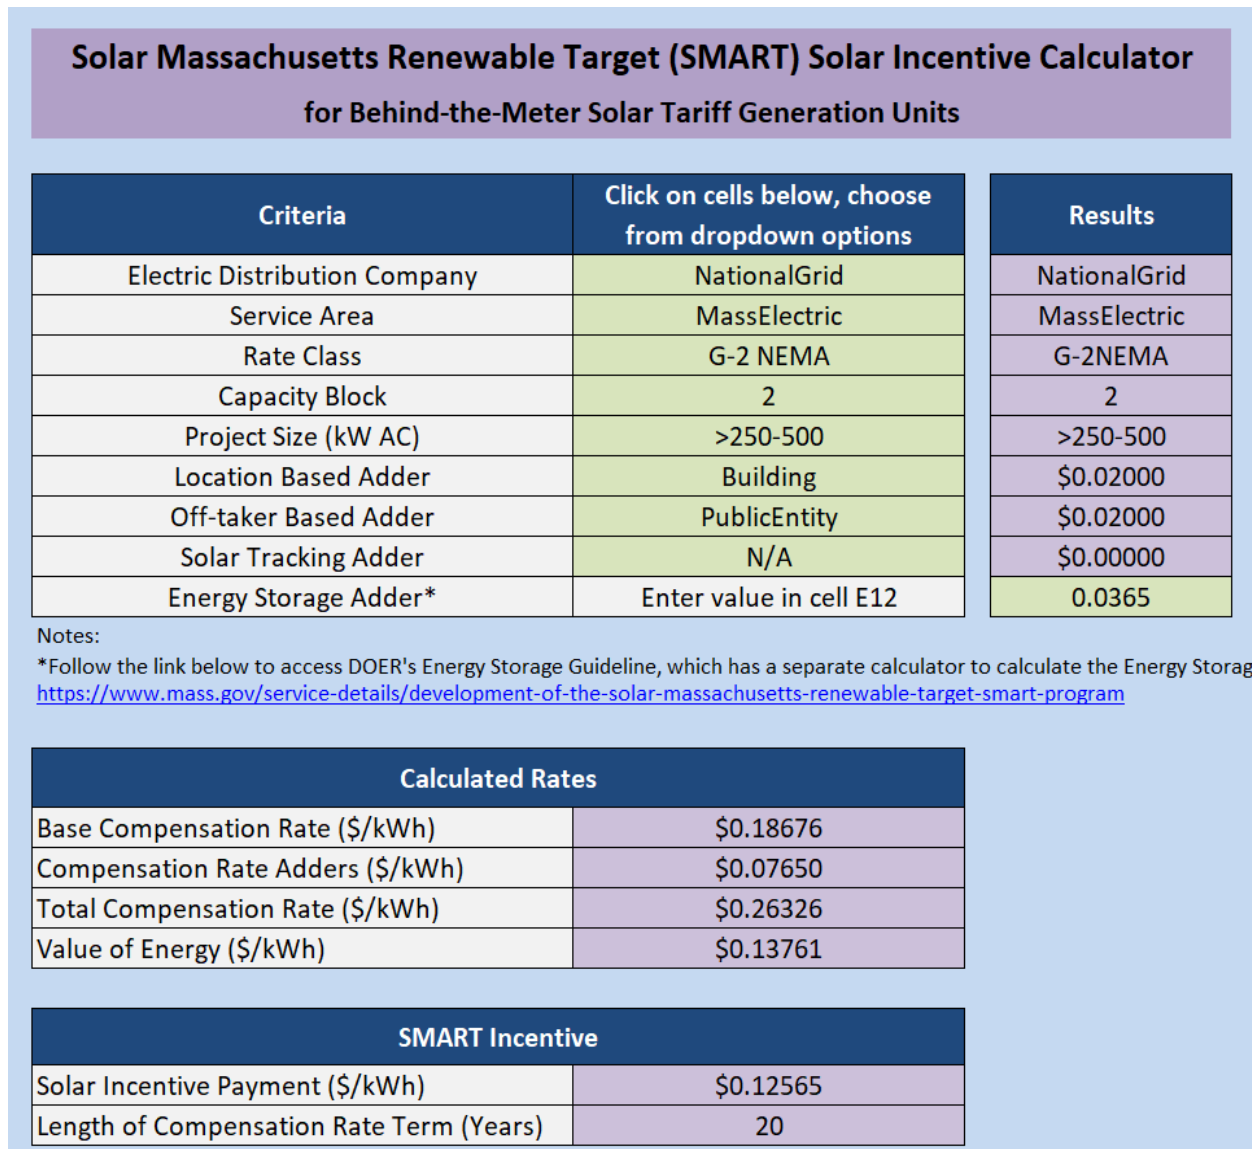 Solar Massachusetts Renewable Target (SMART) Solar Incentive Calculator
for Behind-the-Meter Solar Tariff Generation Units
Criteria Click on cells below, choose from dropdown options Results
Electric Distribution Company NationalGrid NationalGrid
Service Area MassElectric MassElectric
Rate Class G-2 NEMA G-2NEMA
Capacity Block 2 2
Project Size (kW AC) >250-500 >250-500
Location Based Adder Building $0.02000
Off-taker Based Adder PublicEntity $0.02000
Solar Tracking Adder N/A $0.00000
Energy Storage Adder* Enter value in cell E12 0.0365
Notes:
*Follow the link below to access DOER's Energy Storage Guideline, which has a separate calculator to calculate the Energy Storag
https://www.mass.gov/service-details/development-of-the-solar-massachusetts-renewable-target-smart-program
Calculated Rates
Base Compensation Rate ($/kWh) $0.18676
Compensation Rate Adders ($/kWh) $0.07650
Total Compensation Rate ($/kWh) $0.26326
Value of Energy ($/kWh) $0.13761
SMART Incentive
Solar Incentive Payment ($/kWh) $0.12565
Length of Compensation Rate Term (Years) 20